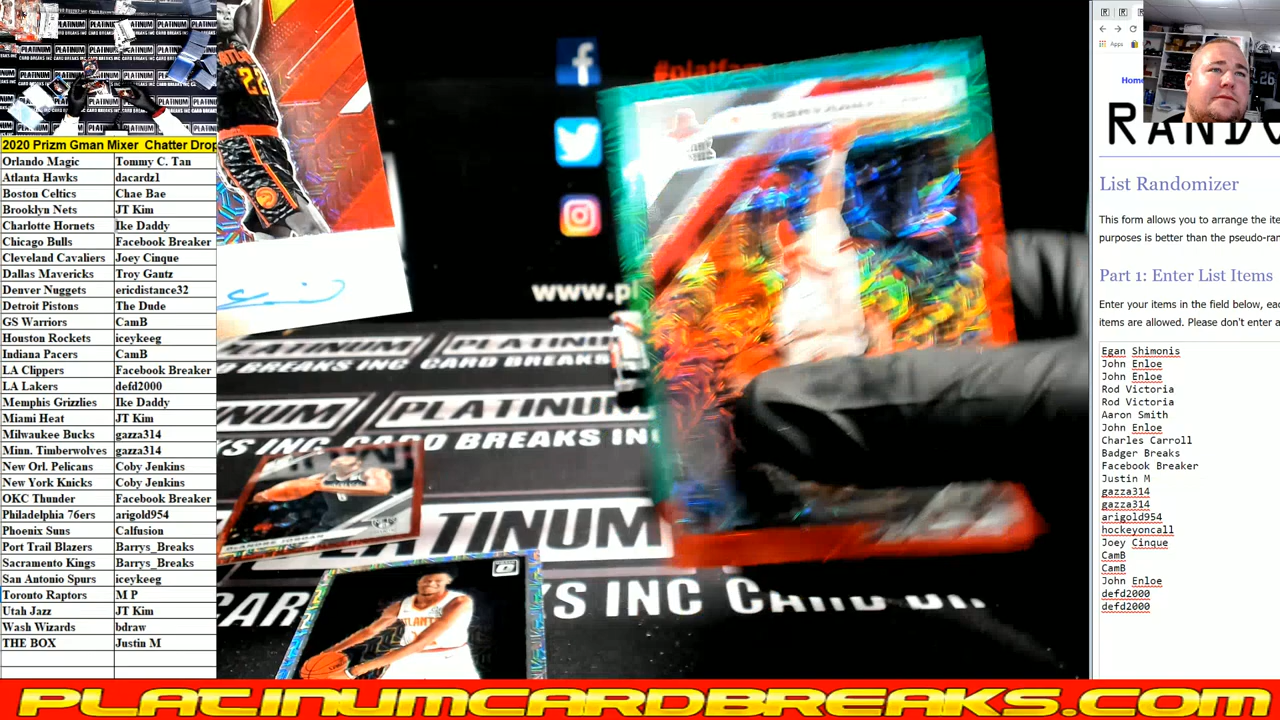 2020 Prizm Gman Mixer Chatter Drop
Orlando Magic Tommy C. Tan
Atlanta Hawks dacardz1
Boston Celtics Chae Bae
Brooklyn Nets JT Kim
Charlotte Hornets Ike Daddy
Chicago Bulls Facebook Breaker
Cleveland Cavaliers Joey Cinque
Dallas Mavericks Troy Gantz
Denver Nuggets ericdistance32
Detroit Pistons The Dude
GS Warriors CamB
Houston Rockets iceykeeg
Indiana Pacers CamB
LA Clippers Facebook Breaker
LA Lakers defd2000
Memphis Grizzlies Ike Daddy
Miami Heat JT Kim
Milwaukee Bucks gazza314
Minn. Timberwolves gazza314
New Orl. Pelicans Coby Jenkins
New York Knicks Coby Jenkins
OKC Thunder Facebook Breaker
Philadelphia 76ers arigold954
Phoenix Suns Calfusion
Port Trail Blazers Barrys_Breaks
Sacramento Kings Barrys_Breaks
San Antonio Spurs iceykeeg
Toronto Raptors M P
Utah Jazz JT Kim
Wash Wizards bdraw
THE BOX Justin M
#platf
www.p
PLATINUM
CARD BREAKS INC
PLATINUM
CARD BREAKS INC
Apps
Home
RANDO
List Randomizer
This form allows you to arrange the ite
purposes is better than the pseudo-ran
Part 1: Enter List Items
Enter your items in the field below, eac
items are allowed. Please don't enter a
Egan Shimonis
John Enloe
John Enloe
Rod Victoria
Rod Victoria
Aaron Smith
John Enloe
Charles Carroll
Badger Breaks
Facebook Breaker
Justin M
gazza314
gazza314
arigold954
hockeyoncall
Joey Cinque
CamB
CamB
John Enloe
defd2000
defd2000
PLATINUMCARDBREAKS.COM